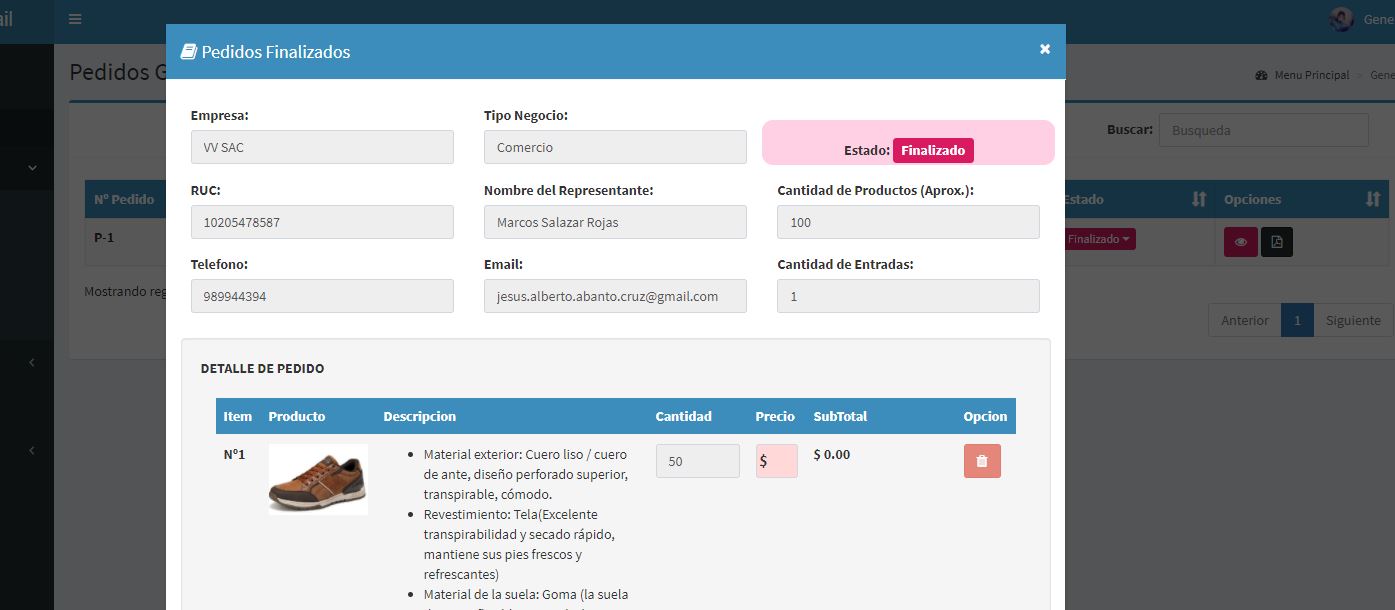 ail
Gene
Pedidos Finalizados
Pedidos G
Menu Principal > Gene
Empresa:
Tipo Negocio:
Buscar:
Busqueda
VV SAC
Comercio
Estado: Finalizado
RUC:
Nombre del Representante:
Cantidad de Productos (Aprox.):
Nº Pedido
Estado
Opciones
10205478587
Marcos Salazar Rojas
100
P-1
Finalizado
Telefono:
Email:
Cantidad de Entradas:
Mostrando reg
989944394
jesus.alberto.abanto.cruz@gmail.com
1
Anterior
1
Siguiente
DETALLE DE PEDIDO
Item
Producto
Descripcion
Cantidad
Precio
SubTotal
Opcion
Nº1
Material exterior: Cuero liso / cuero
de ante, diseño perforado superior,
transpirable, cómodo.
50
$
$ 0.00
Revestimiento: Tela(Excelente
transpirabilidad y secado rápido,
mantiene sus pies frescos y
refrescantes)
Material de la suela: Goma (la suela